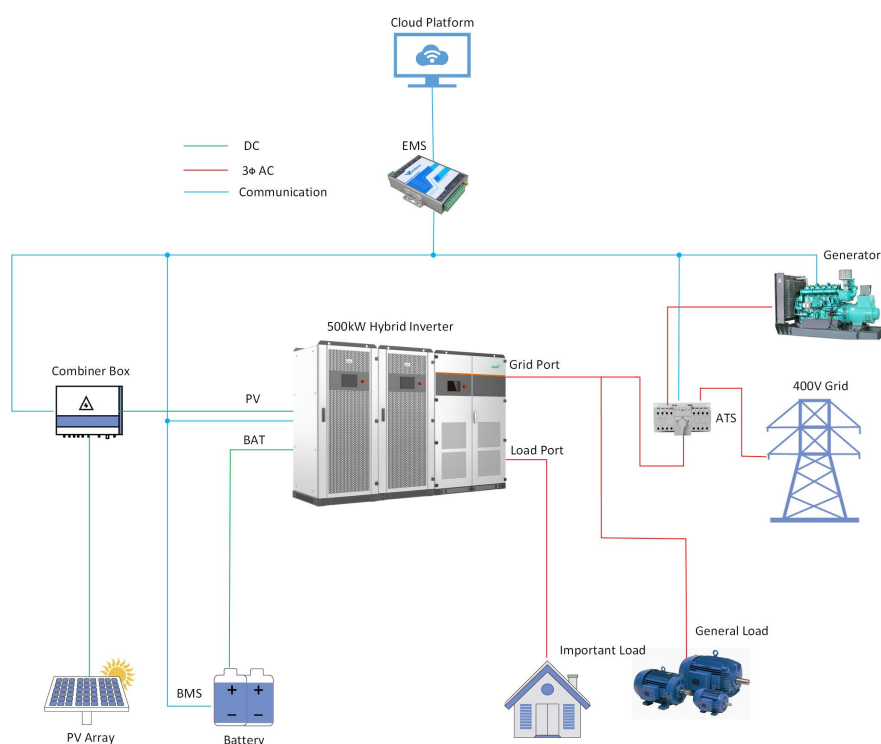 Cloud Platform
DC
EMS
3Φ AC
Communication
Generator
500kW Hybrid Inverter
Grid Port
Combiner Box
400V Grid
PV
ATS
BAT
Load Port
General Load
Important Load
BMS
PV Array
Battery